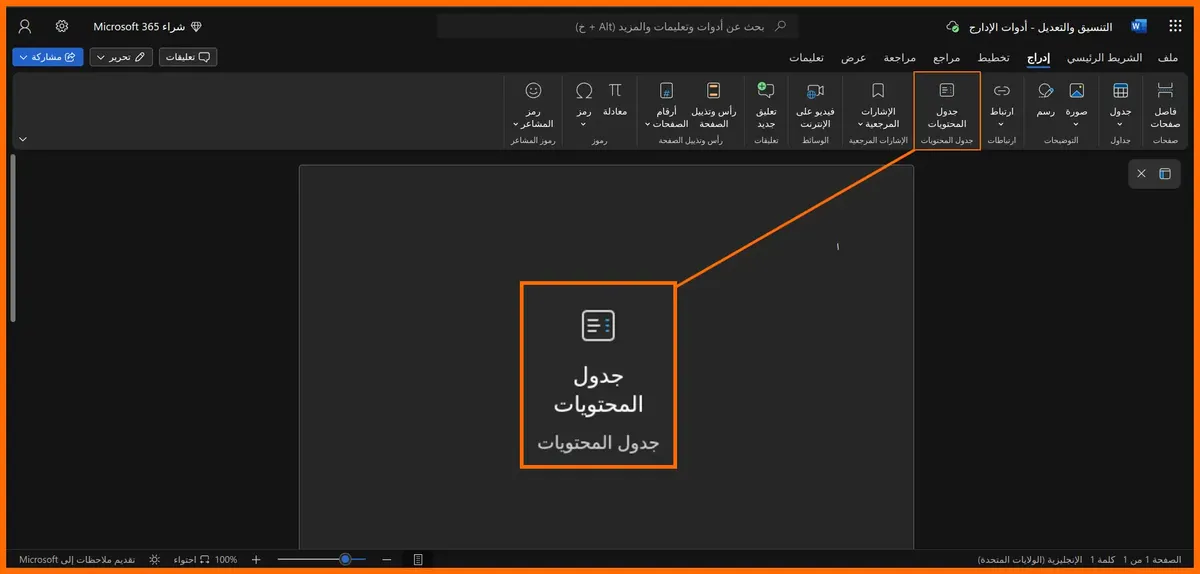 التنسيق والتعديل - أدوات الإدارج
بحث عن أدوات وتعليمات والمزيد (Alt + خ)
شراء Microsoft 365
ملف
الشريط الرئيسي
إدراج
تخطيط
مراجع
مراجعة
عرض
تعليمات
تعليقات
تحرير
مشاركة
فاصل
صفحات
صفحات
جدول
جداول
صورة
رسم
التوضيحات
ارتباط
ارتباطات
جدول
المحتويات
جدول المحتويات
الإشارات
المرجعية
الإشارات المرجعية
فيديو على
الإنترنت
الوسائط
تعليق
جديد
تعليقات
رأس وتذييل
الصفحة
أرقام
الصفحات
رأس وتذييل الصفحة
معادلة
رمز
رموز
رمز
المشاعر
رموز المشاعر
١
جدول
المحتويات
جدول المحتويات
الصفحة 1 من 1
كلمة 1
الإنجليزية (الولايات المتحدة)
100%
احتواء
تقديم ملاحظات إلى Microsoft